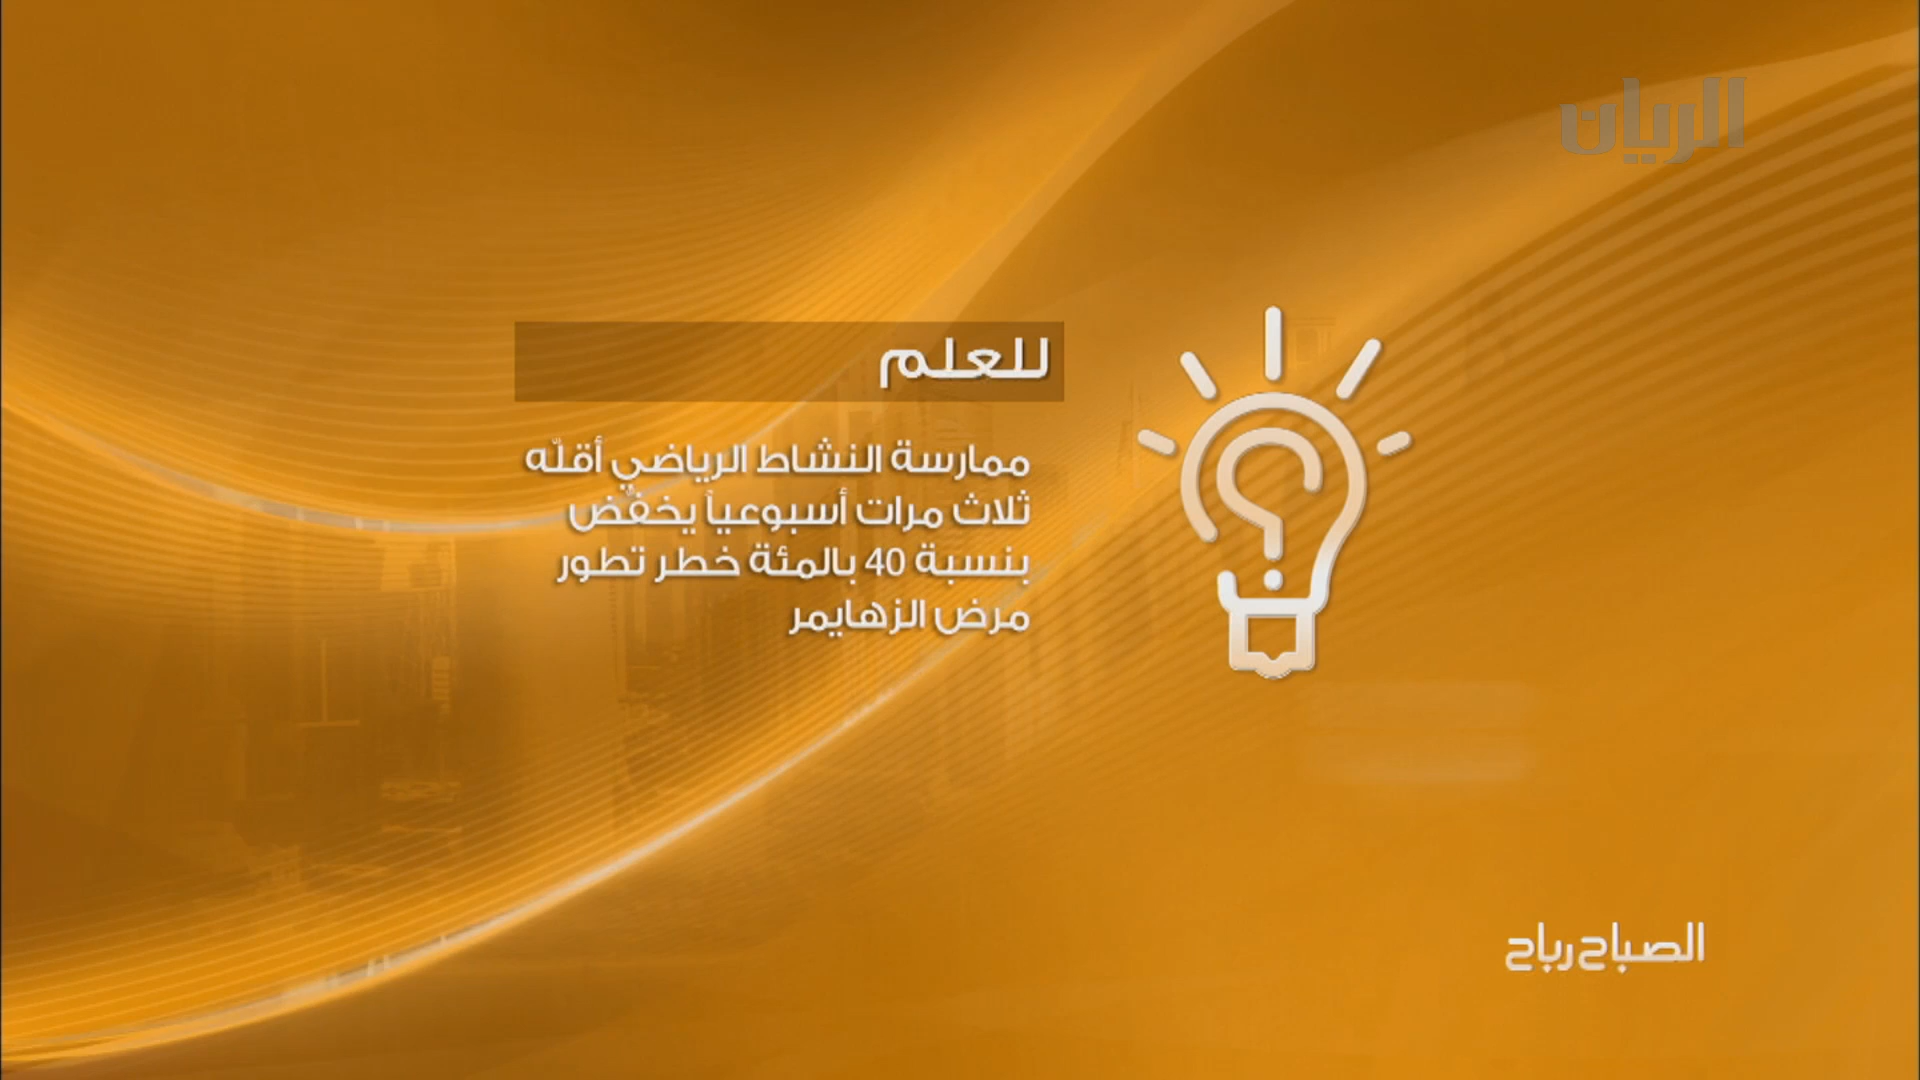 الريان
للعلم
ممارسة النشاط الرياضي أقلّه
ثلاث مرات أسبوعياً يخفّض
بنسبة 40 بالمئة خطر تطور
مرض الزهايمر
الصباح رباح